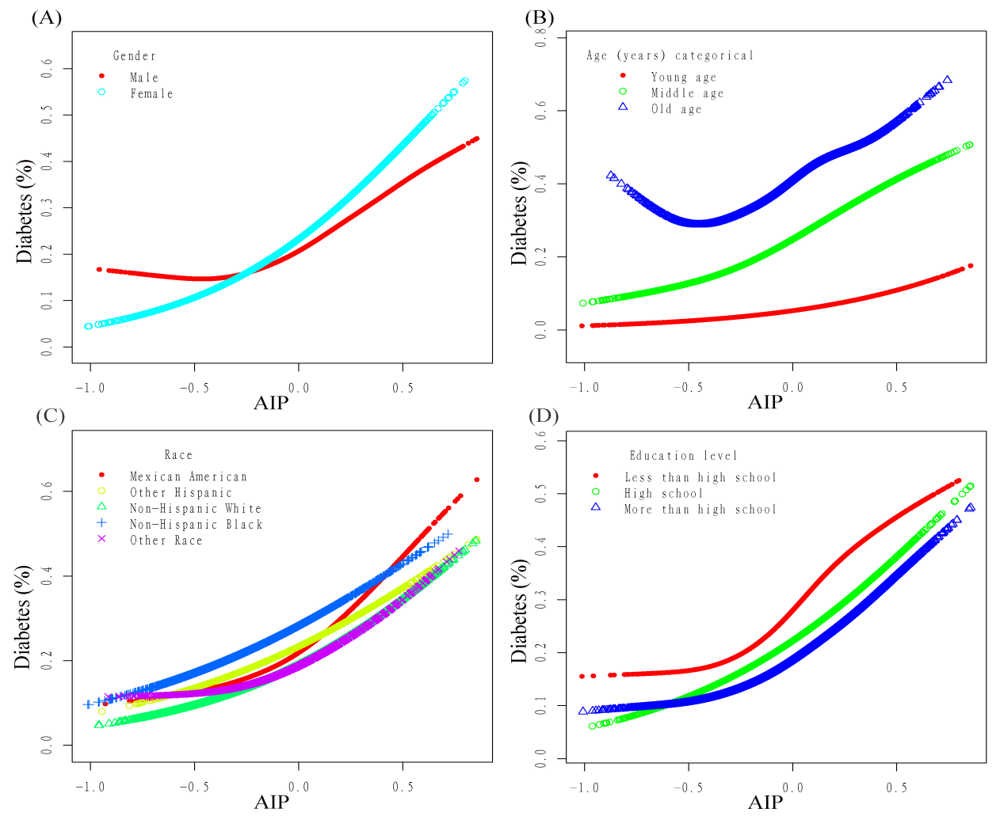 (A)
Gender
Male
Female
Diabetes (%)
0.6
0.5
0.4
0.3
0.2
0.1
0.0
−1.0 −0.5 0.0 0.5
AIP
(B)
Age (years) categorical
Young age
Middle age
Old age
Diabetes (%)
0.8
0.6
0.4
0.2
0.0
−1.0 −0.5 0.0 0.5
AIP
(C)
Race
Mexican American
Other Hispanic
Non−Hispanic White
Non−Hispanic Black
Other Race
Diabetes (%)
0.6
0.4
0.2
0.0
−1.0 −0.5 0.0 0.5
AIP
(D)
Education level
Less than high school
High school
More than high school
Diabetes (%)
0.6
0.5
0.4
0.3
0.2
0.1
0.0
−1.0 −0.5 0.0 0.5
AIP